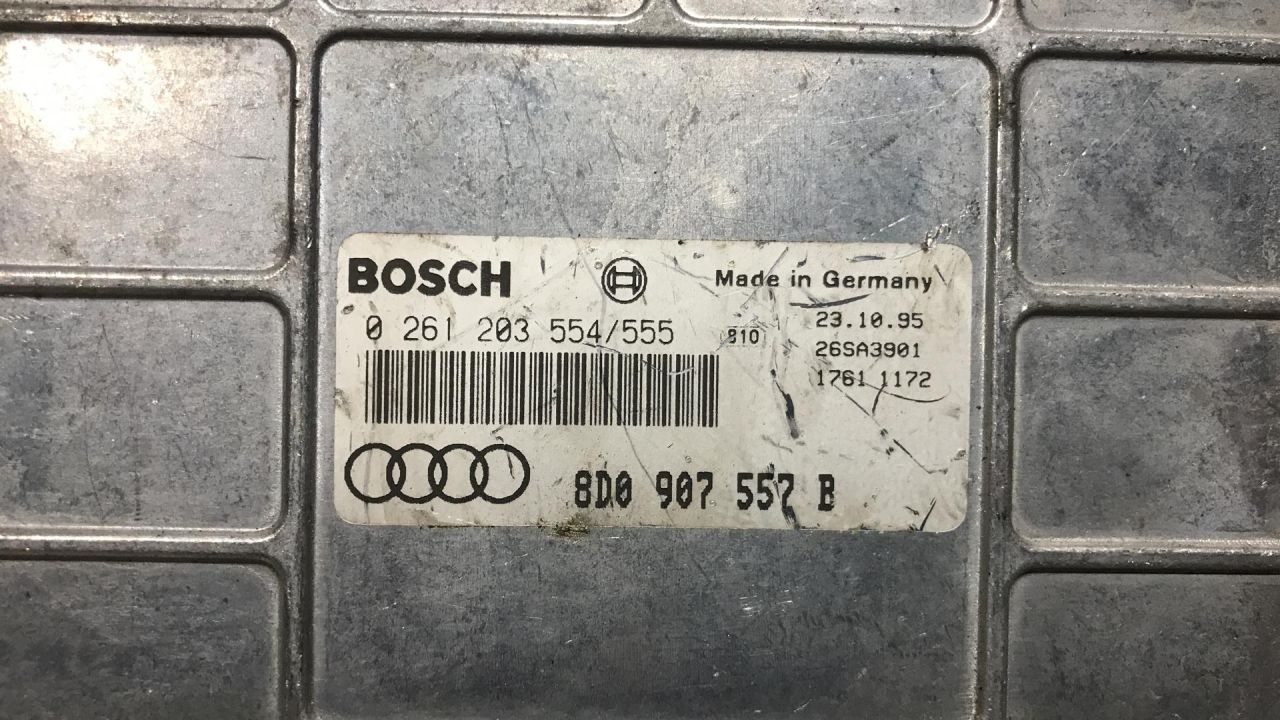 BOSCH
Made in Germany
0 261 203 554/555
810
23.10.95
26SA3901
1761 1172
8D0 907 557 B